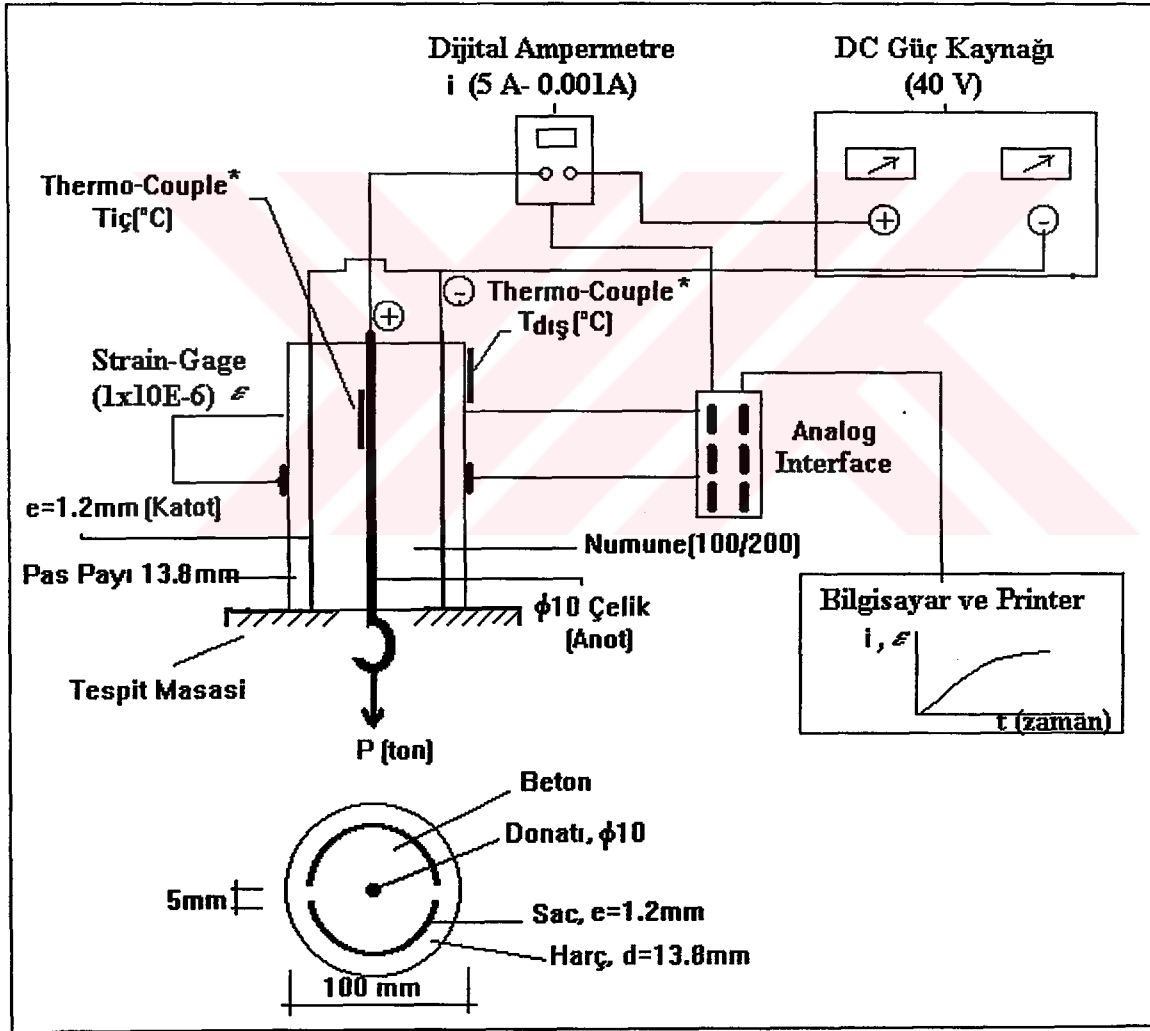 Dijital Ampermetre
i (5 A- 0.001A)
DC Güç Kaynağı
(40 V)
Thermo-Couple*
Tiç(°C)
+
-
+
-
Thermo-Couple*
Tdış(°C)
Strain-Gage
(1x10E-6) ε
Analog
Interface
e=1.2mm (Katot)
Numune(100/200)
Pas Payı 13.8mm
ϕ10 Çelik
(Anot)
Bilgisayar ve Printer
i , ε
t (zaman)
Tespit Masasi
P (ton)
Beton
Donatı, ϕ10
5mm
Sac, e=1.2mm
Harç, d=13.8mm
100 mm